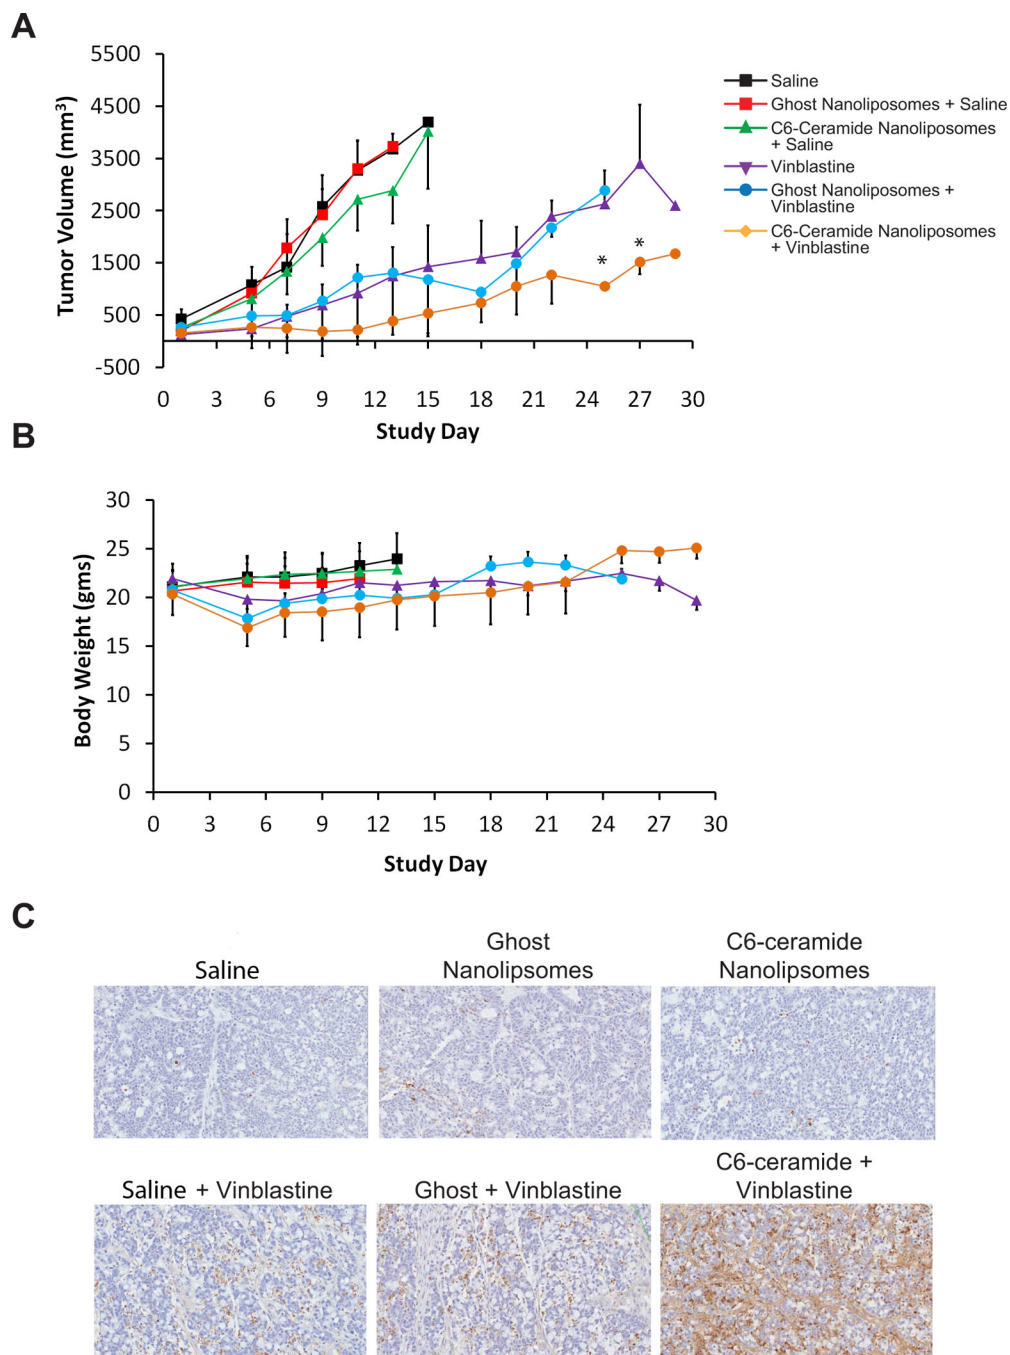 A
5500
4500
3500
2500
1500
500
-500
Tumor Volume (mm³)
0 3 6 9 12 15 18 21 24 27 30
Study Day
* *
Saline
Ghost Nanoliposomes + Saline
C6-Ceramide Nanoliposomes
+ Saline
Vinblastine
Ghost Nanoliposomes +
Vinblastine
C6-Ceramide Nanoliposomes
+ Vinblastine
B
30
25
20
15
10
5
0
Body Weight (gms)
0 3 6 9 12 15 18 21 24 27 30
Study Day
C
Saline
Ghost
Nanolipsomes
C6-ceramide
Nanolipsomes
Saline + Vinblastine
Ghost + Vinblastine
C6-ceramide +
Vinblastine